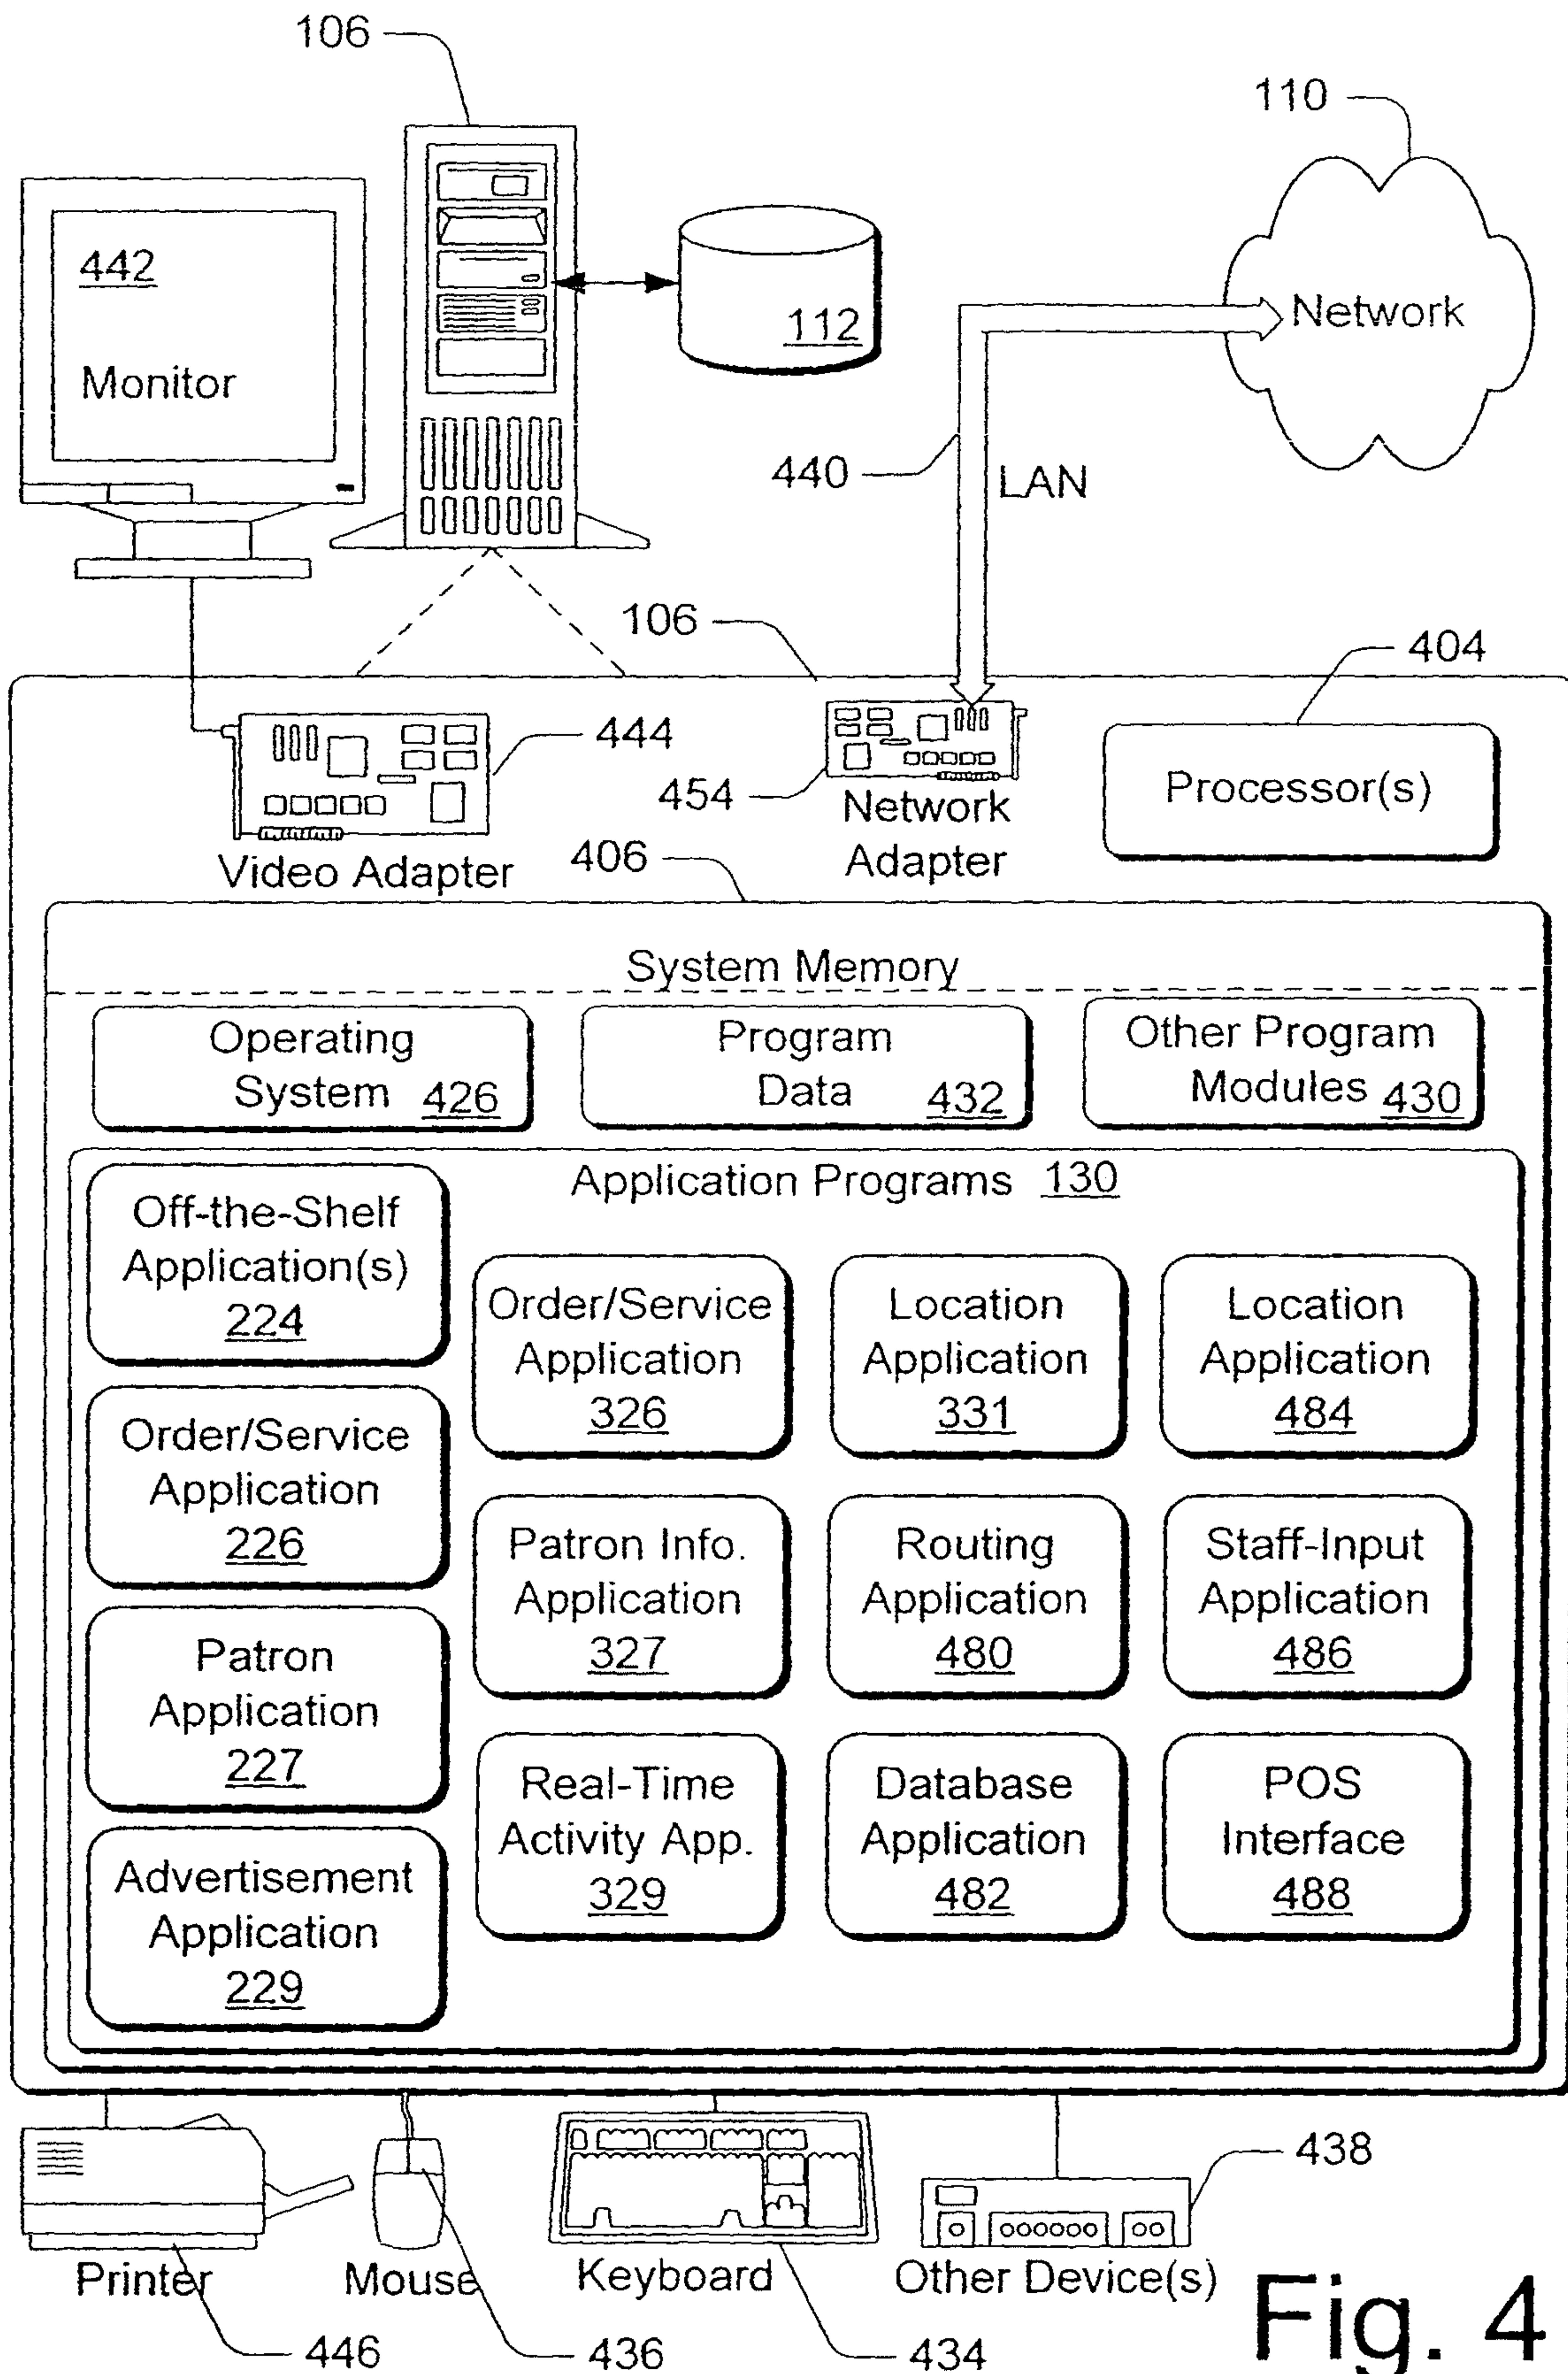 106
110
442
Monitor
112
Network
440
LAN
106
404
444
454
Network
Adapter
Processor(s)
Video Adapter
406
System Memory
Operating
System 426
Program
Data 432
Other Program
Modules 430
Application Programs 130
Off-the-Shelf
Application(s)
224
Order/Service
Application
226
Patron
Application
227
Advertisement
Application
229
Order/Service
Application
326
Patron Info.
Application
327
Real-Time
Activity App.
329
Location
Application
331
Routing
Application
480
Database
Application
482
Location
Application
484
Staff-Input
Application
486
POS
Interface
488
438
Printer
Mouse
Keyboard
Other Device(s)
446
436
434
Fig. 4